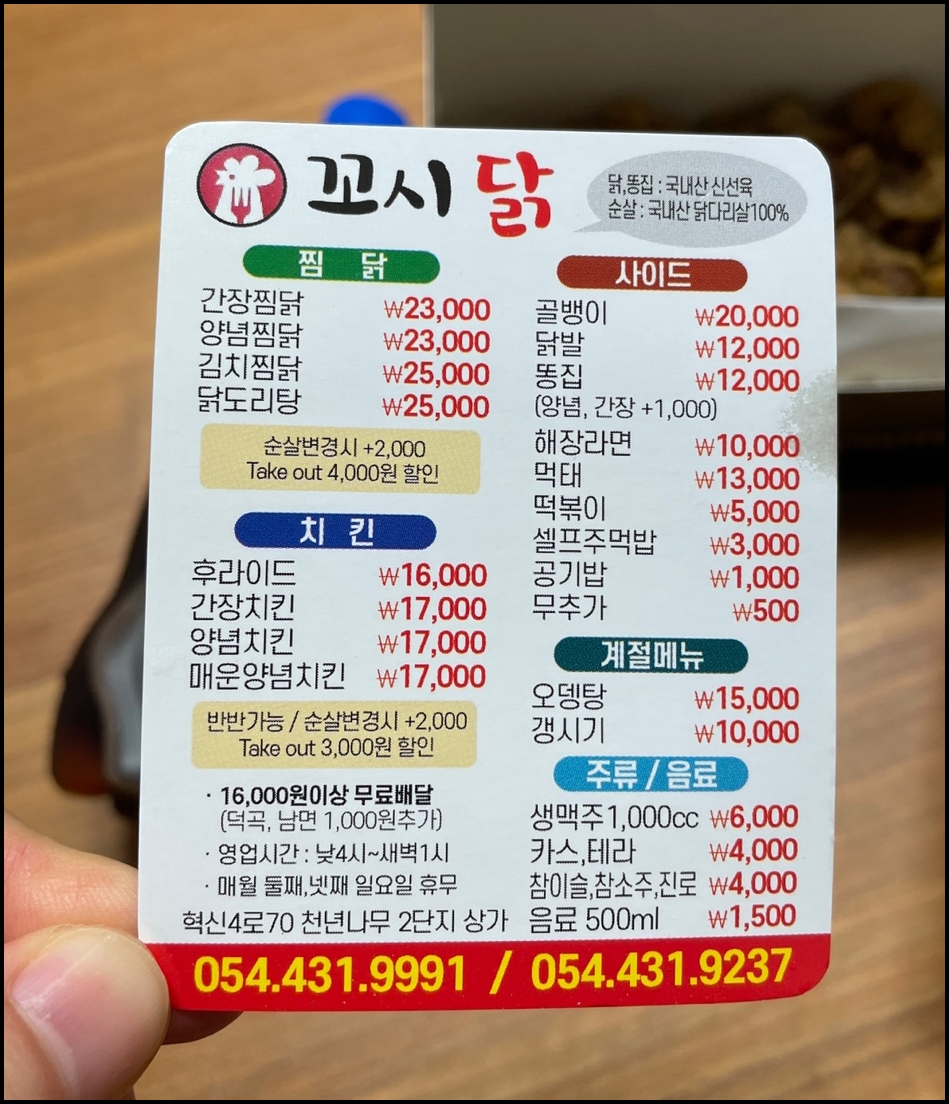 꼬시닭
닭,똥집 : 국내산 신선육
순살 : 국내산 닭다리살100%
찜 닭
간장찜닭 ₩23,000
양념찜닭 ₩23,000
김치찜닭 ₩25,000
닭도리탕 ₩25,000
순살변경시 +2,000
Take out 4,000원 할인
치 킨
후라이드 ₩16,000
간장치킨 ₩17,000
양념치킨 ₩17,000
매운양념치킨 ₩17,000
반반가능 / 순살변경시 +2,000
Take out 3,000원 할인
· 16,000원이상 무료배달
(덕곡, 남면 1,000원추가)
· 영업시간 : 낮4시~새벽1시
· 매월 둘째,넷째 일요일 휴무
혁신4로70 천년나무 2단지 상가
사이드
골뱅이 ₩20,000
닭발 ₩12,000
똥집 ₩12,000
(양념, 간장 +1,000)
해장라면 ₩10,000
먹태 ₩13,000
떡볶이 ₩5,000
셀프주먹밥 ₩3,000
공기밥 ₩1,000
무추가 ₩500
계절메뉴
오뎅탕 ₩15,000
갱시기 ₩10,000
주류 / 음료
생맥주1,000cc ₩6,000
카스,테라 ₩4,000
참이슬,참소주,진로 ₩4,000
음료 500ml ₩1,500
054.431.9991 / 054.431.9237